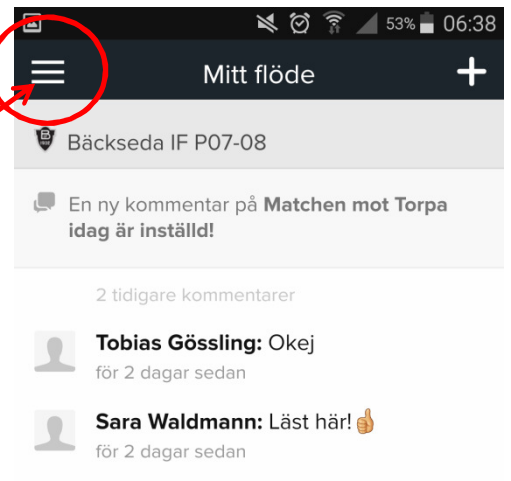 53% 06:38
Mitt flöde
Bäckseda IF P07-08
En ny kommentar på Matchen mot Torpa
idag är inställd!
2 tidigare kommentarer
Tobias Gössling: Okej
för 2 dagar sedan
Sara Waldmann: Läst här!👍
för 2 dagar sedan